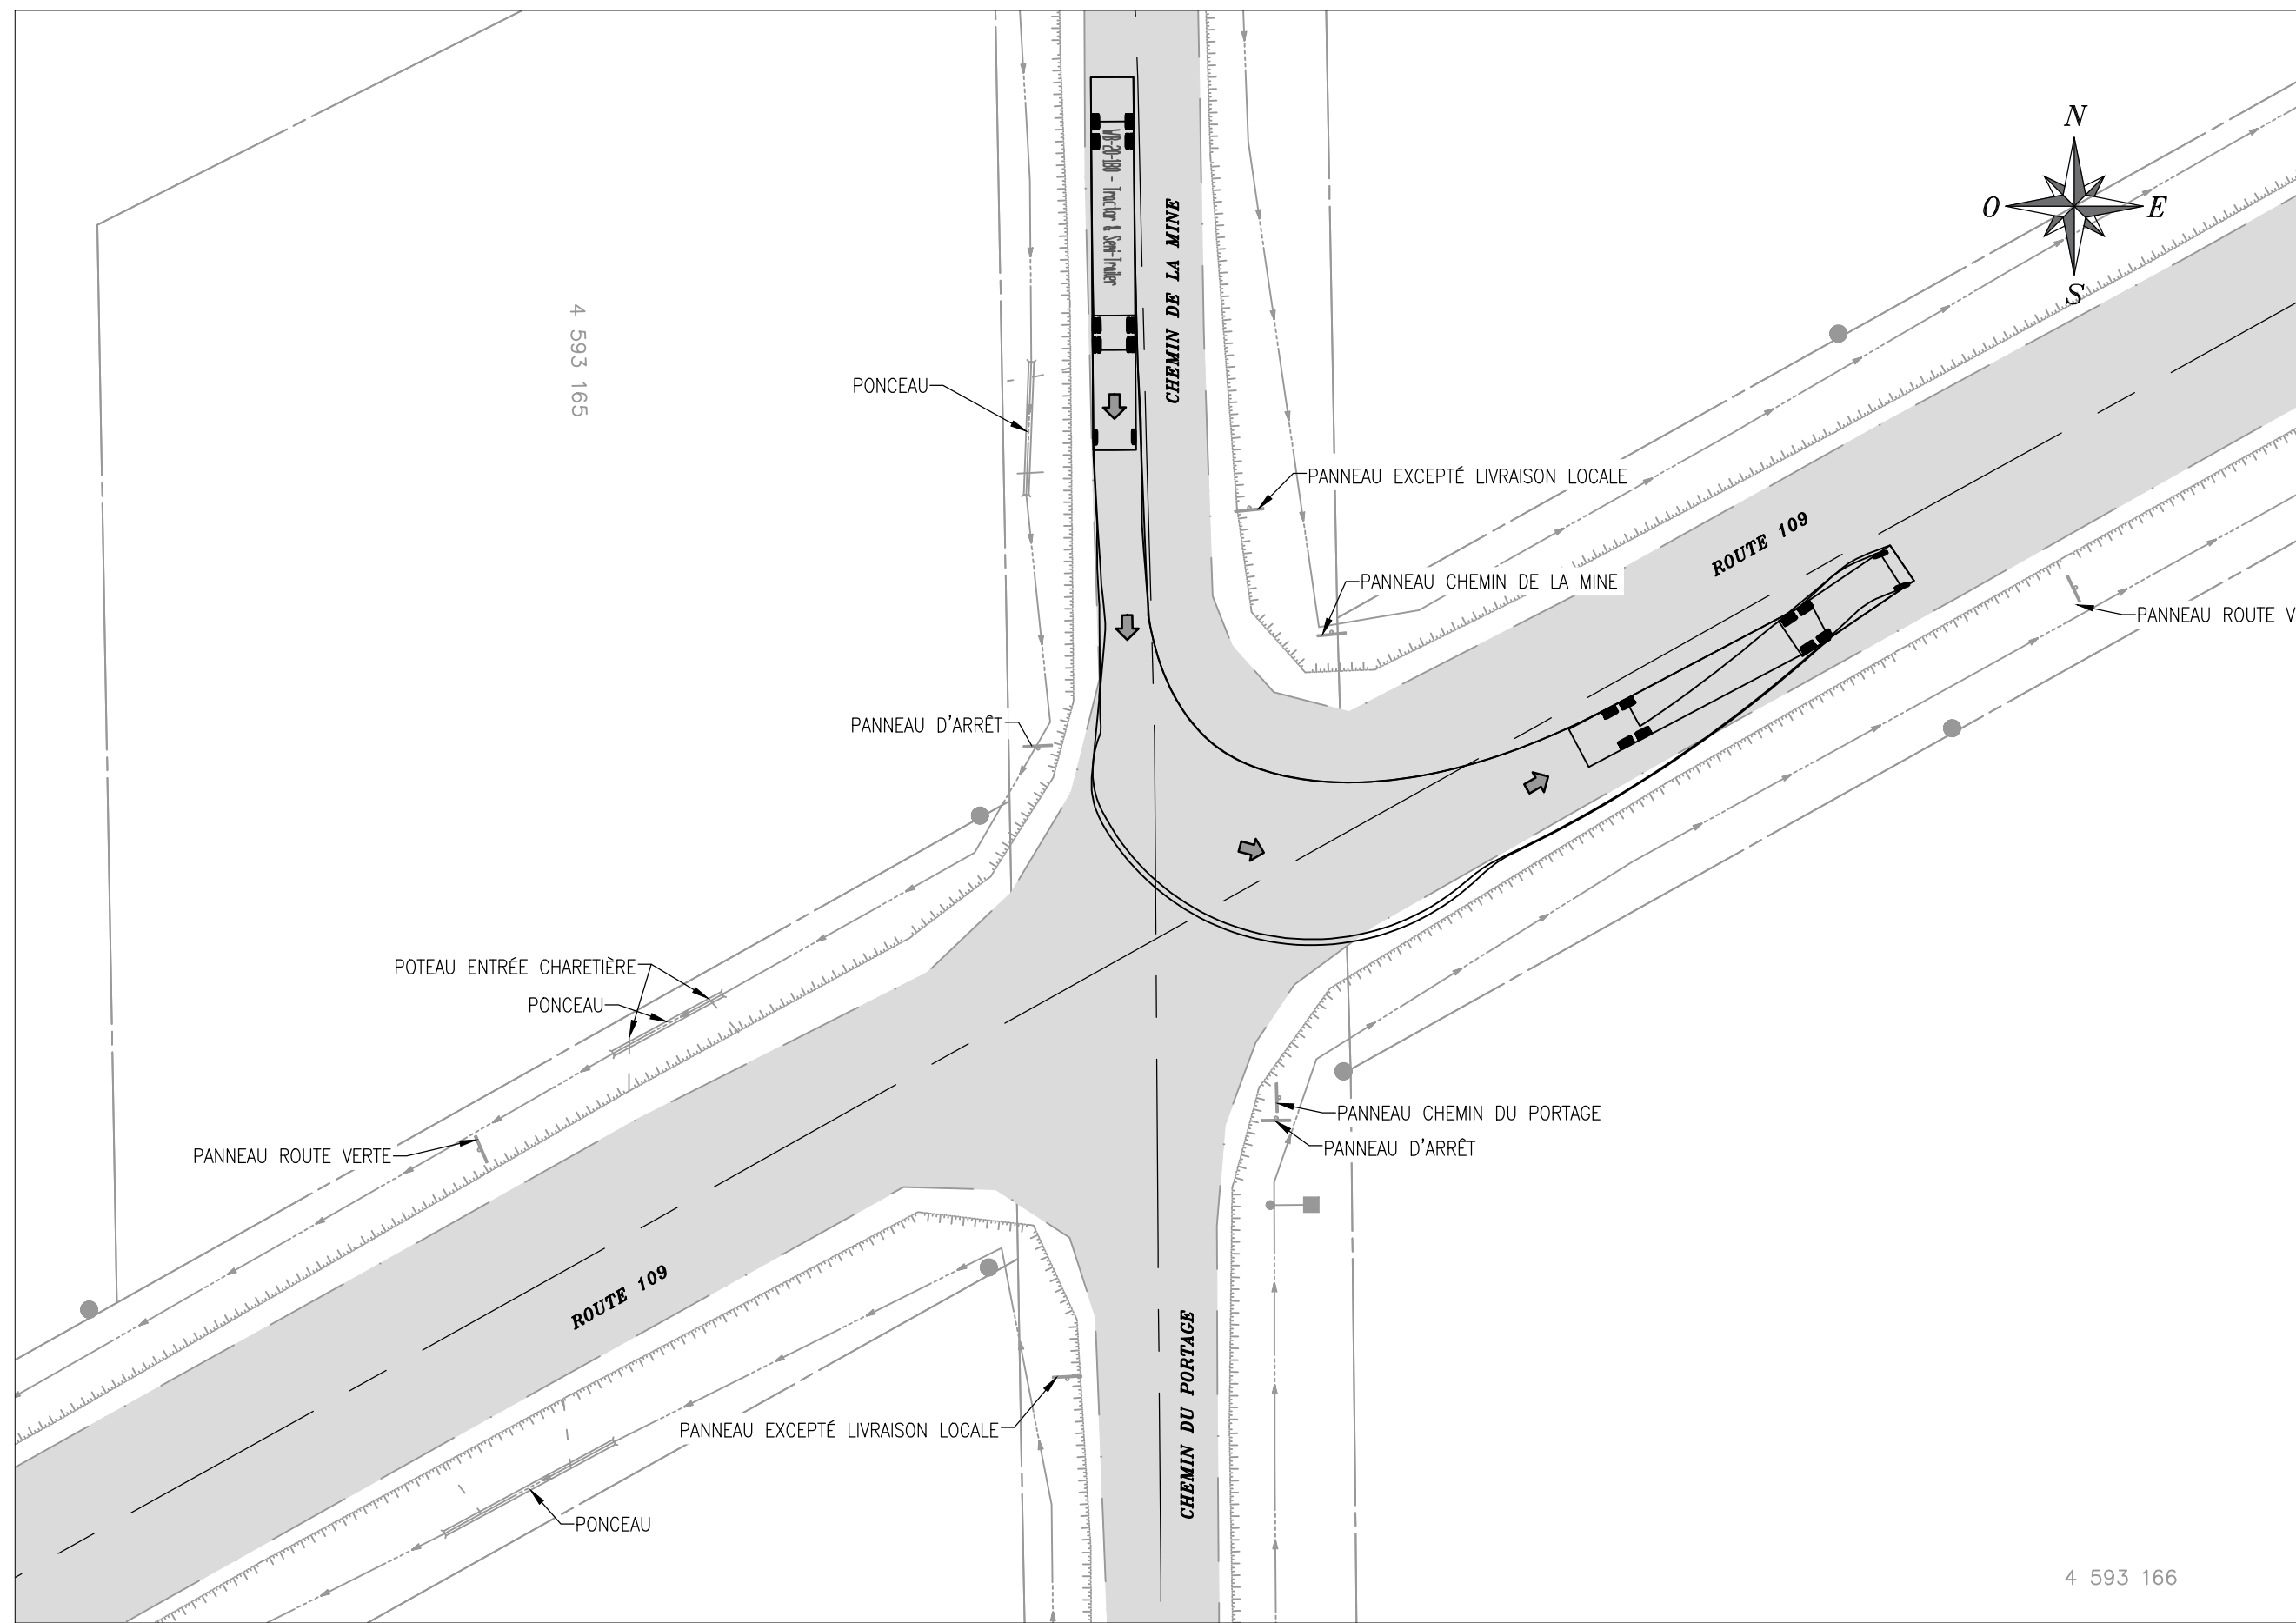 N
O
E
S
WB-20-180 - Tractor & Semi-Trailer
CHEMIN DE LA MINE
4 593 165
PONCEAU
PANNEAU EXCEPTÉ LIVRAISON LOCALE
ROUTE 109
PANNEAU CHEMIN DE LA MINE
PANNEAU ROUTE V
PANNEAU D'ARRÊT
POTEAU ENTRÉE CHARETIÈRE
PONCEAU
PANNEAU CHEMIN DU PORTAGE
PANNEAU D'ARRÊT
PANNEAU ROUTE VERTE
ROUTE 109
CHEMIN DU PORTAGE
PANNEAU EXCEPTÉ LIVRAISON LOCALE
PONCEAU
4 593 166